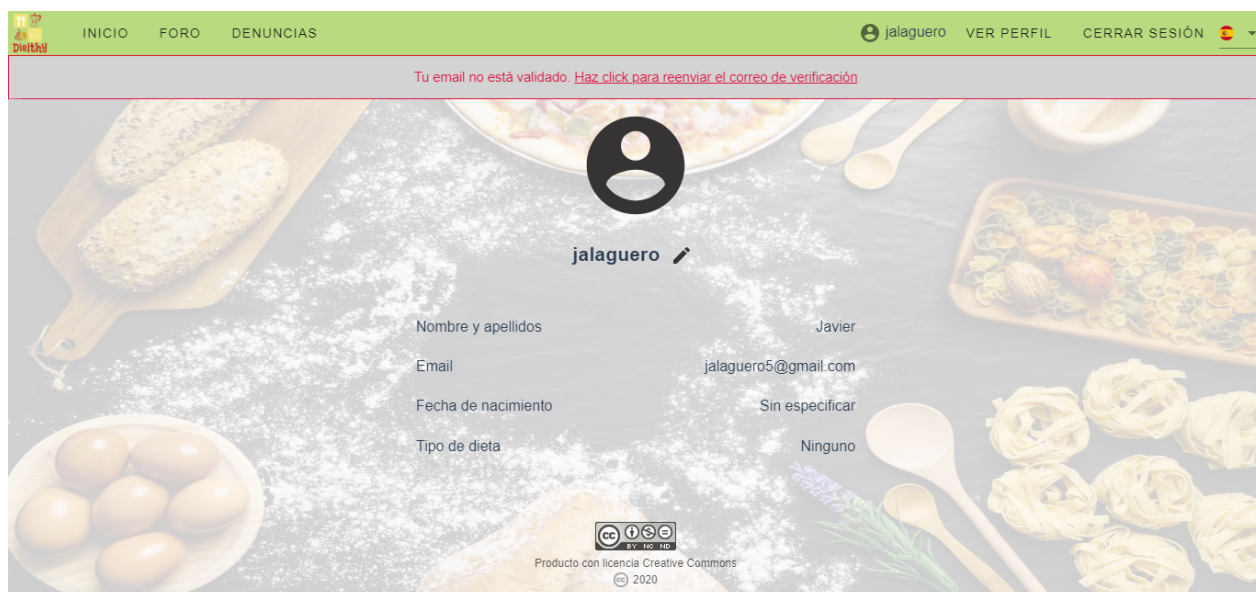 Dielthy
INICIO FORO DENUNCIAS jalaguero VER PERFIL CERRAR SESIÓN
Tu email no está validado. Haz click para reenviar el correo de verificación
jalaguero
Nombre y apellidos Javier
Email jalaguero5@gmail.com
Fecha de nacimiento Sin especificar
Tipo de dieta Ninguno
cc
BY NC ND
Producto con licencia Creative Commons
cc 2020